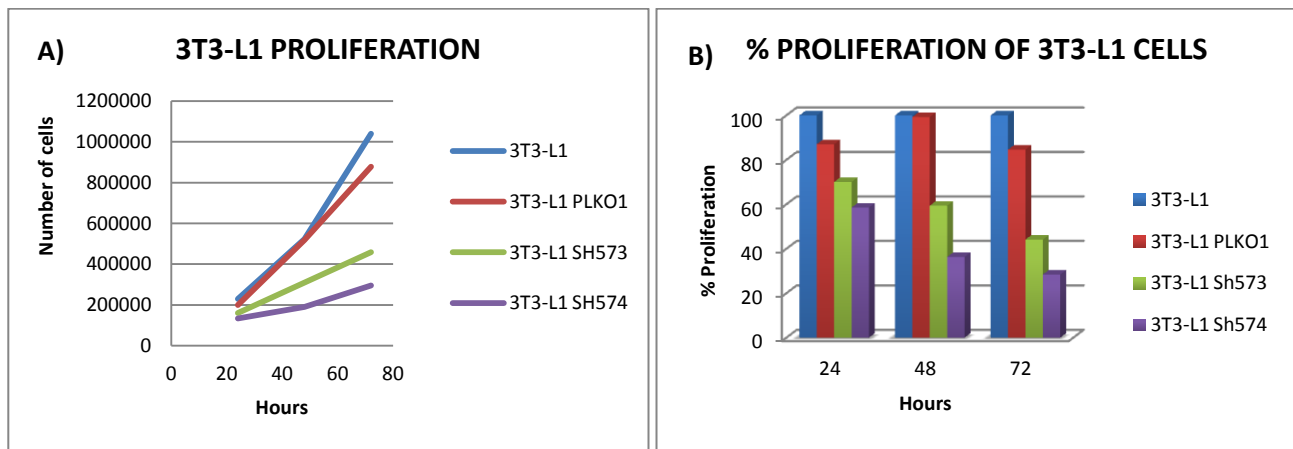 A)
3T3-L1 PROLIFERATION
Number of cells
1200000
1000000
800000
600000
400000
200000
0
0 20 40 60 80
Hours
3T3-L1
3T3-L1 PLKO1
3T3-L1 SH573
3T3-L1 SH574
B)
% PROLIFERATION OF 3T3-L1 CELLS
% Proliferation
100
80
60
40
20
0
24 48 72
Hours
3T3-L1
3T3-L1 PLKO1
3T3-L1 Sh573
3T3-L1 Sh574